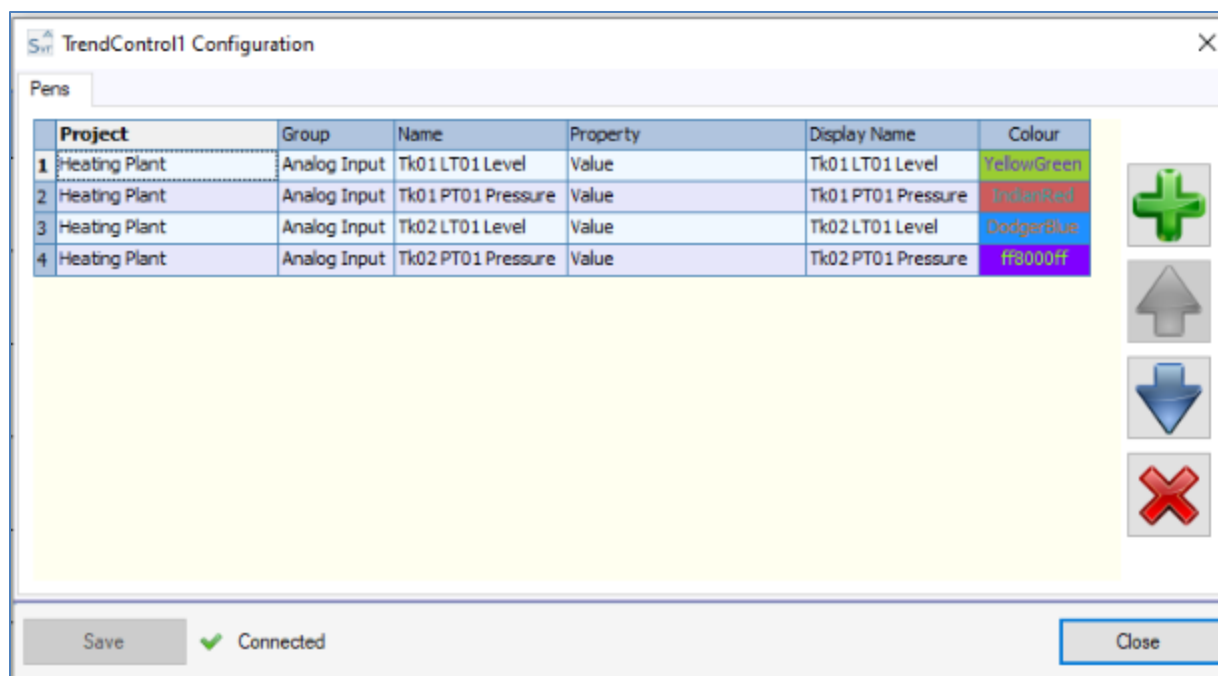 TrendControl1 Configuration
Pens
Project Group Name Property Display Name Colour
1 Heating Plant Analog Input Tk01 LT01 Level Value Tk01 LT01 Level YellowGreen
2 Heating Plant Analog Input Tk01 PT01 Pressure Value Tk01 PT01 Pressure IndianRed
3 Heating Plant Analog Input Tk02 LT01 Level Value Tk02 LT01 Level DodgerBlue
4 Heating Plant Analog Input Tk02 PT01 Pressure Value Tk02 PT01 Pressure ff8000ff
Save Connected Close